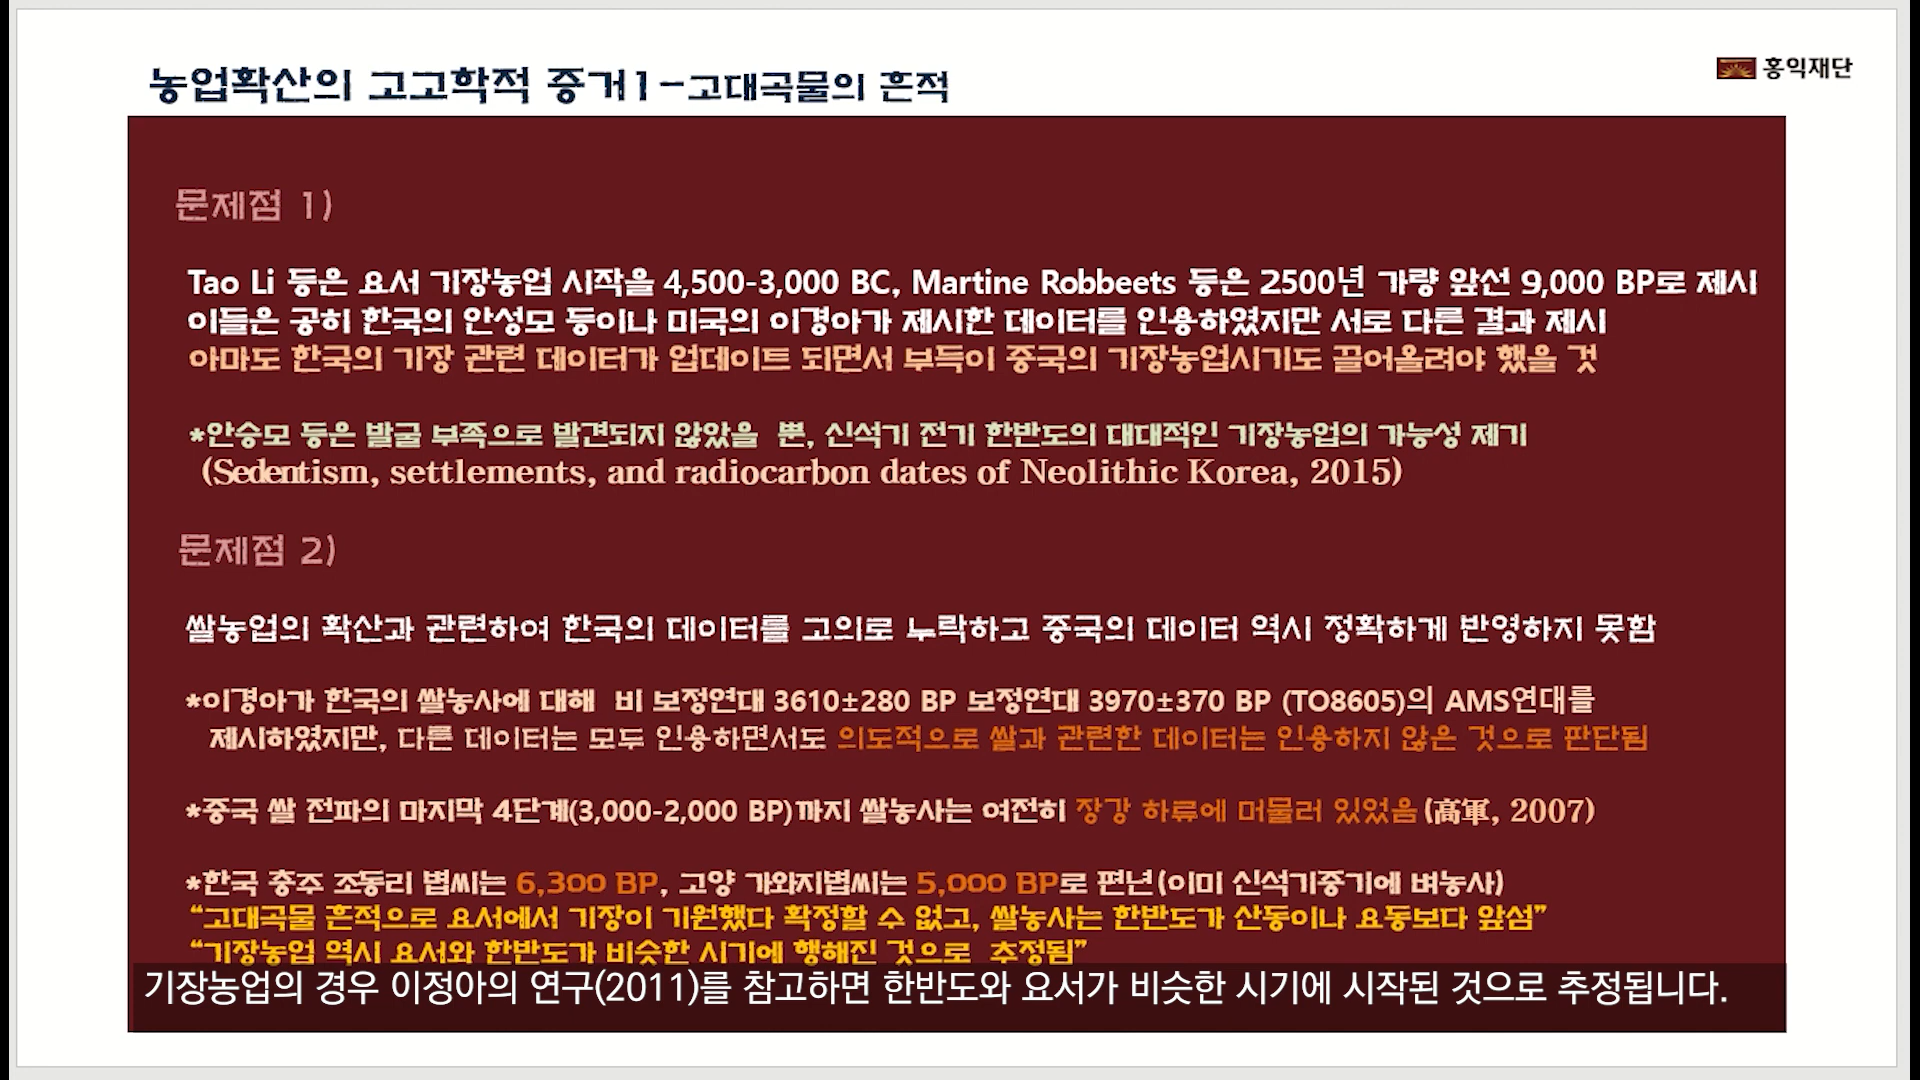 농업확산의 고고학적 증거1-고대곡물의 흔적
홍익재단
문제점 1)
Tao Li 등은 요서 기장농업 시작을 4,500-3,000 BC, Martine Robbeets 등은 2500년 가량 앞선 9,000 BP로 제시
이들은 공히 한국의 안성모 등이나 미국의 이경아가 제시한 데이터를 인용하였지만 서로 다른 결과 제시
아마도 한국의 기장 관련 데이터가 업데이트 되면서 부득이 중국의 기장농업시기도 끌어올려야 했을 것
*안승모 등은 발굴 부족으로 발견되지 않았을 뿐, 신석기 전기 한반도의 대대적인 기장농업의 가능성 제기
(Sedentism, settlements, and radiocarbon dates of Neolithic Korea, 2015)
문제점 2)
쌀농업의 확산과 관련하여 한국의 데이터를 고의로 누락하고 중국의 데이터 역시 정확하게 반영하지 못함
*이경아가 한국의 쌀농사에 대해 비 보정연대 3610±280 BP 보정연대 3970±370 BP (TO8605)의 AMS연대를
제시하였지만, 다른 데이터는 모두 인용하면서도 의도적으로 쌀과 관련한 데이터는 인용하지 않은 것으로 판단됨
*중국 쌀 전파의 마지막 4단계(3,000-2,000 BP)까지 쌀농사는 여전히 장강 하류에 머물러 있었음(高軍, 2007)
*한국 충주 조동리 볍씨는 6,300 BP, 고양 가와지볍씨는 5,000 BP로 편년(이미 신석기중기에 벼농사)
“고대곡물 흔적으로 요서에서 기장이 기원했다 확정할 수 없고, 쌀농사는 한반도가 산동이나 요동보다 앞섬”
“기장농업 역시 요서와 한반도가 비슷한 시기에 행해진 것으로 추정됨”
기장농업의 경우 이정아의 연구(2011)를 참고하면 한반도와 요서가 비슷한 시기에 시작된 것으로 추정됩니다.